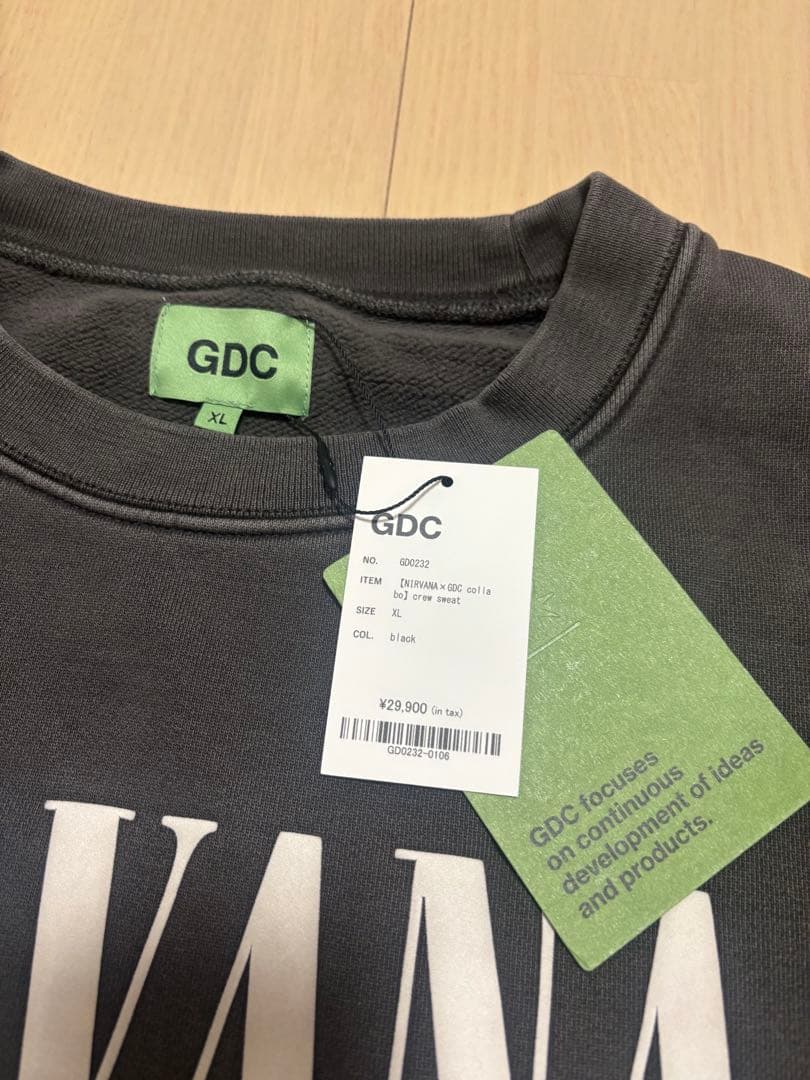 GDC
XL
GDC
NO. GD0232
ITEM 【NIRVANA×GDC colla
bo】crew sweat
SIZE XL
COL. black
¥29,900 (in tax)
GD0232-0106
GDC focuses
on continuous
development of ideas
and products.
VANA